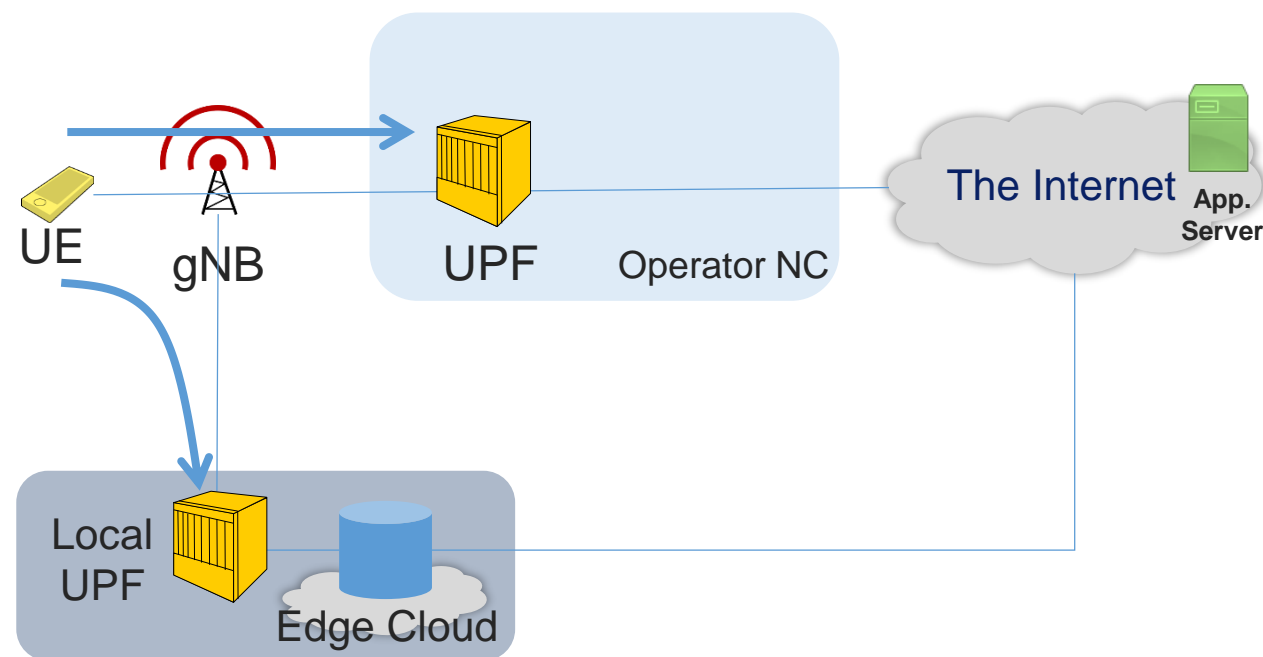 The Internet
App.
Server
UE
gNB
UPF
Operator NC
Local
UPF
Edge Cloud